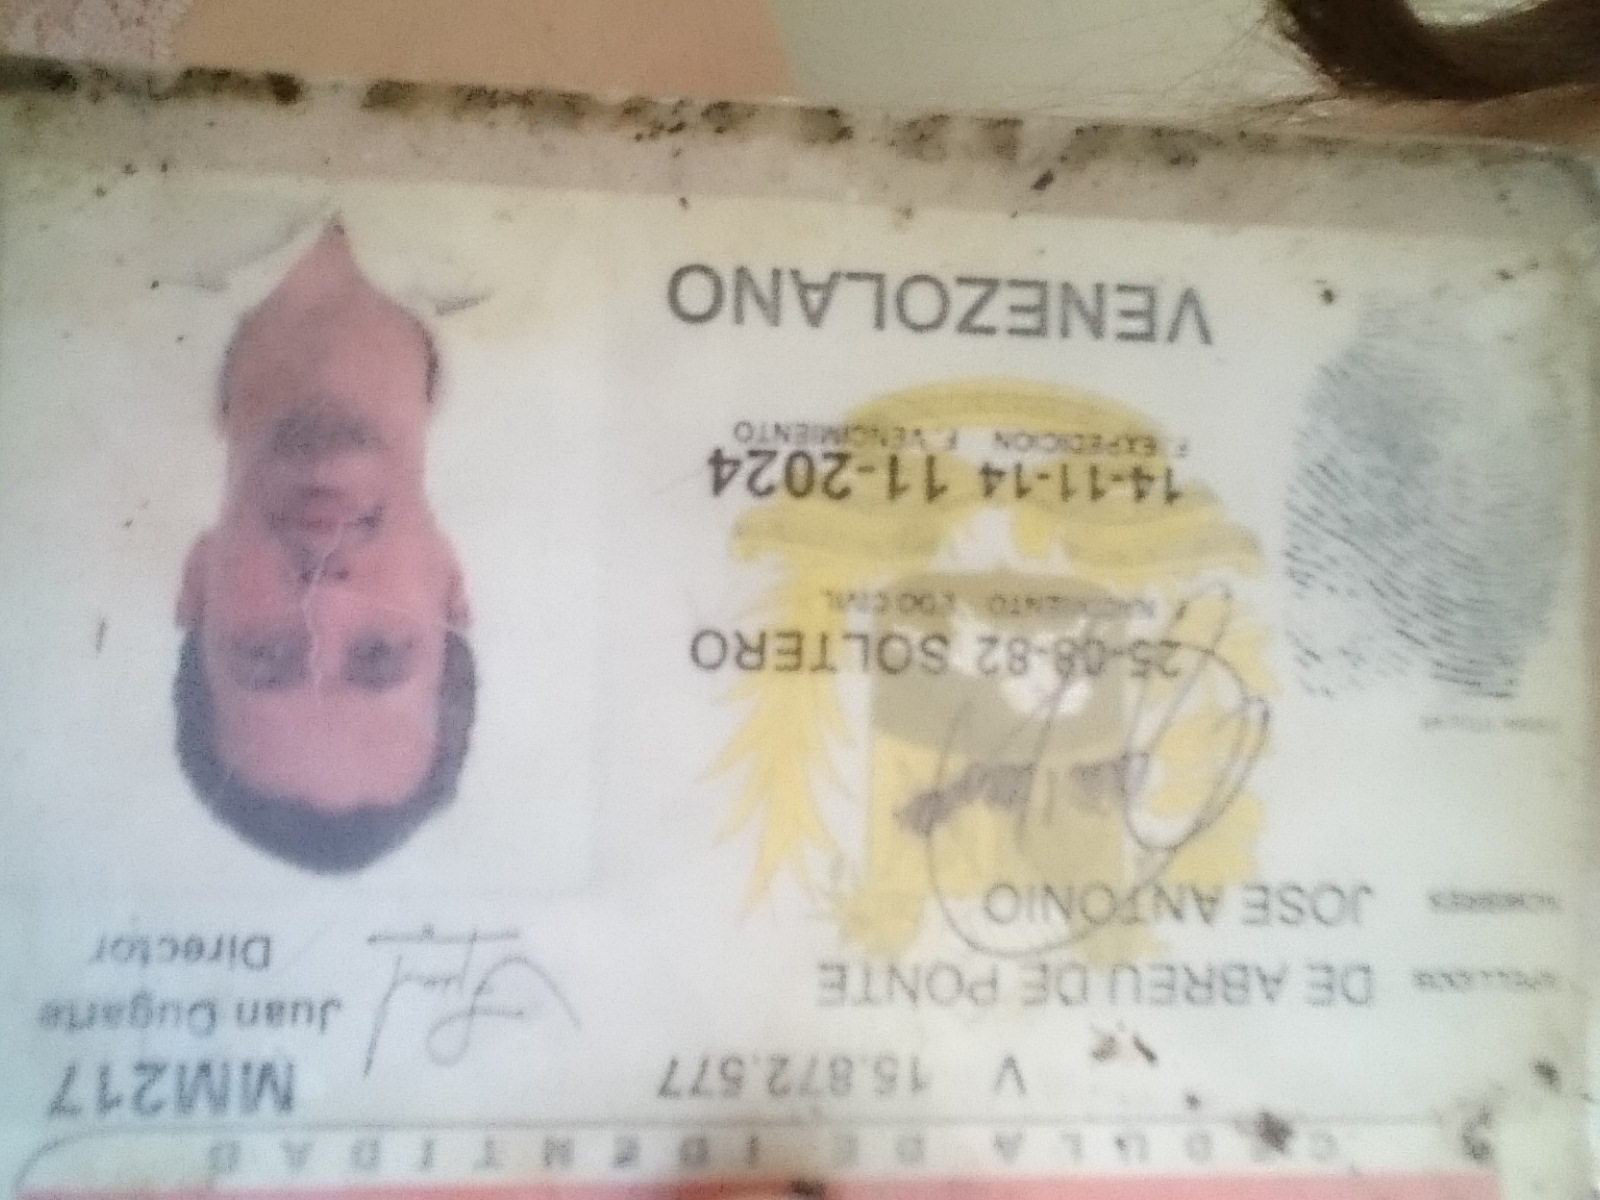 CEDULA DE IDENTIDAD
V 15.872.577
MM217
APELLIDOS DE ABREU DE PONTE
Juan Dugarte
NOMBRES JOSE ANTONIO
Director
25-08-82 SOLTERO
F. NACIMIENTO EDO CIVIL
14-11-14 11-2024
F. EXPEDICION F. VENCIMIENTO
VENEZOLANO